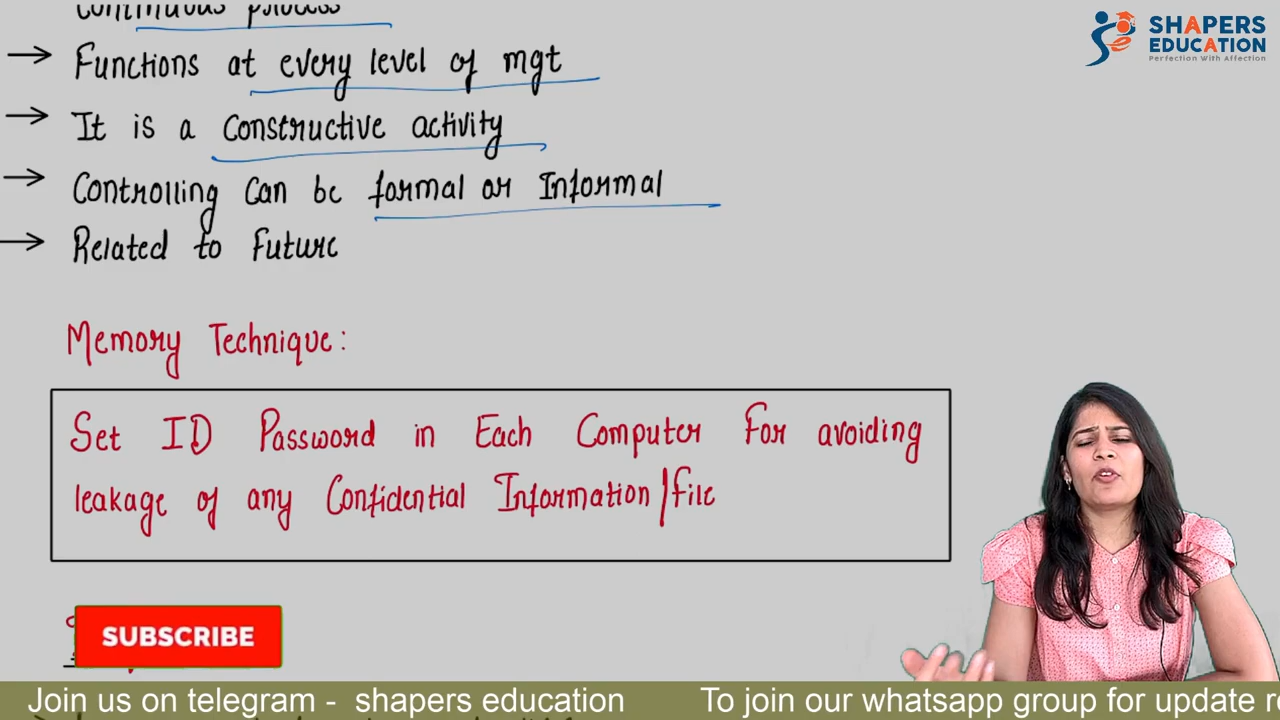 continuous process
SHAPERS
EDUCATION
Perfection With Affection
→ Functions at every level of mgt
→ It is a constructive activity
→ Controlling can be formal or Informal
→ Related to Future
Memory Technique:
Set ID Password in Each Computer For avoiding
leakage of any Confidential Information/File
SUBSCRIBE
Join us on telegram - shapers education To join our whatsapp group for update